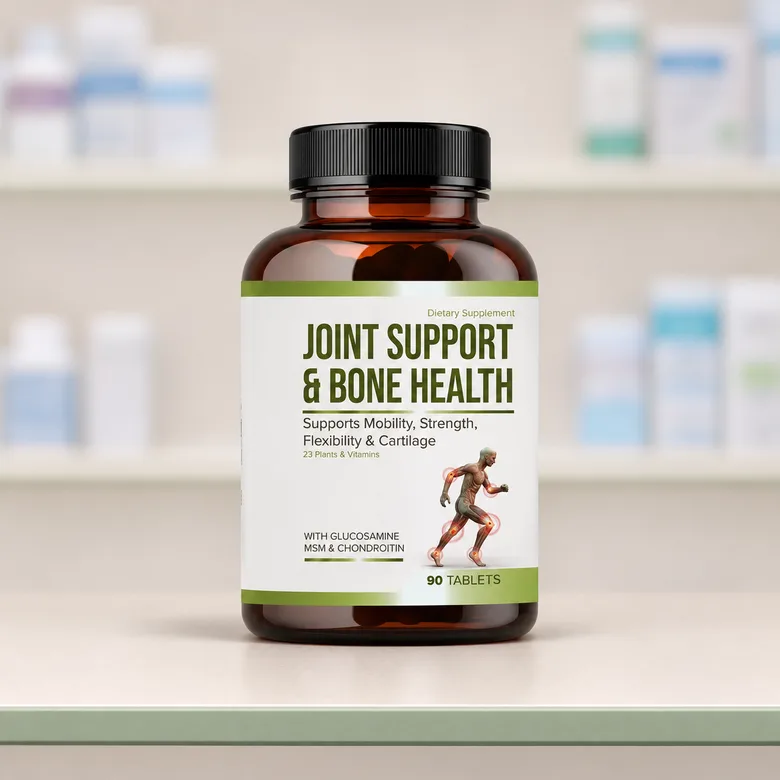 Dietary Supplement
JOINT SUPPORT
& BONE HEALTH
Supports Mobility, Strength,
Flexibility & Cartilage
23 Plants & Vitamins
WITH GLUCOSAMINE
MSM & CHONDROITIN
90 TABLETS